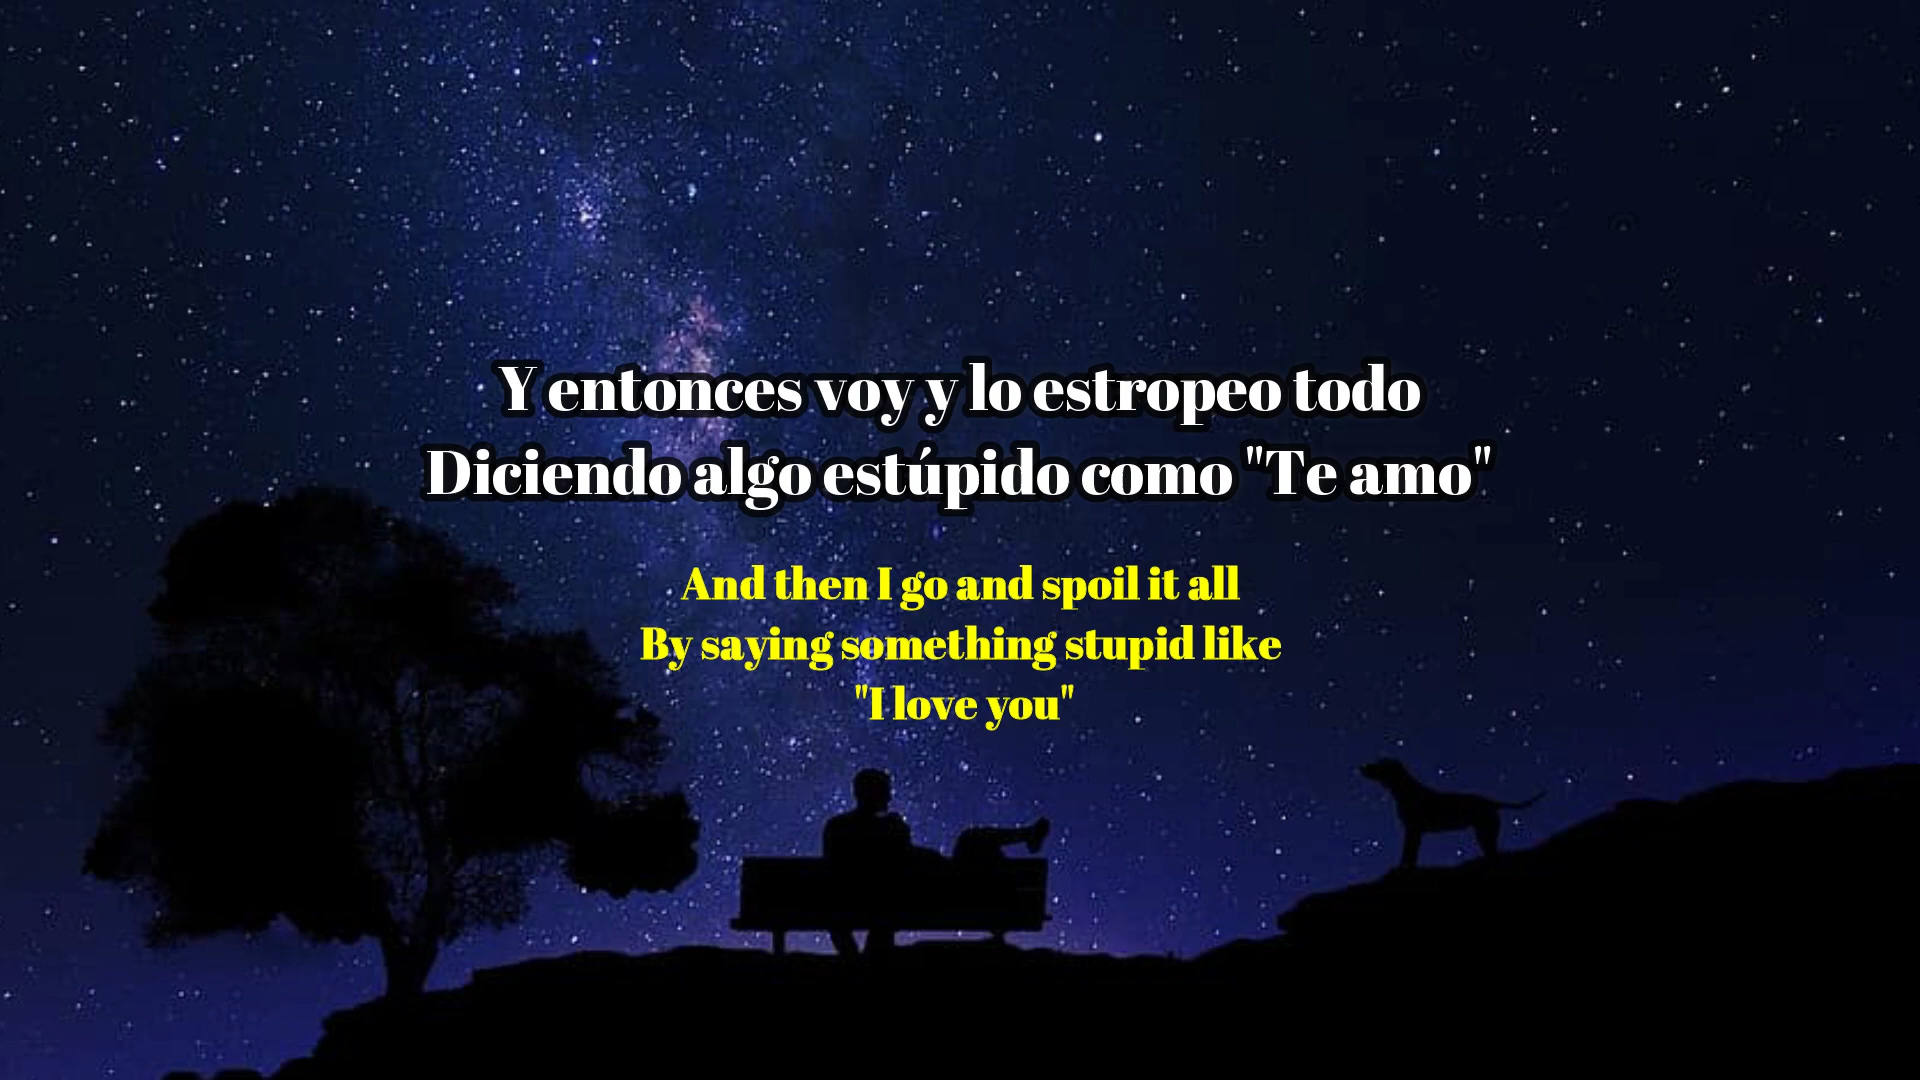 Y entonces voy y lo estropeo todo
Diciendo algo estúpido como "Te amo"
And then I go and spoil it all
By saying something stupid like
"I love you"